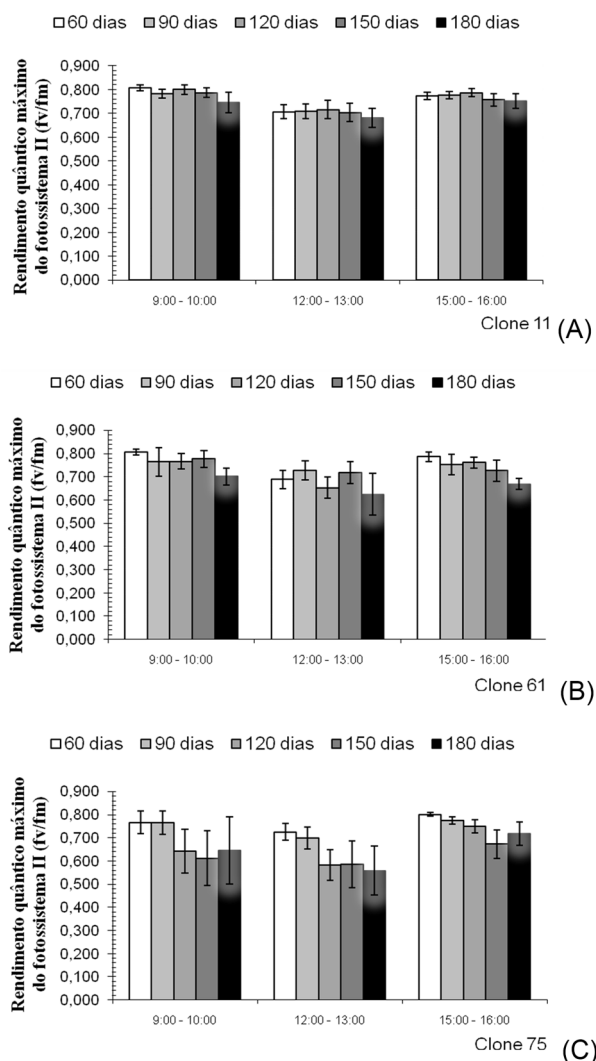 60 dias 90 dias 120 dias 150 dias 180 dias
Rendimento quântico máximo
do fotossistema II (fv/fm)
0,900
0,800
0,700
0,600
0,500
0,400
0,300
0,200
0,100
0,000
9:00 - 10:00 12:00 - 13:00 15:00 - 16:00
Clone 11 (A)
60 dias 90 dias 120 dias 150 dias 180 dias
Rendimento quântico máximo
do fotossistema II (fv/fm)
0,900
0,800
0,700
0,600
0,500
0,400
0,300
0,200
0,100
0,000
9:00 - 10:00 12:00 - 13:00 15:00 - 16:00
Clone 61 (B)
60 dias 90 dias 120 dias 150 dias 180 dias
Rendimento quântico máximo
do fotossistema II (fv/fm)
0,900
0,800
0,700
0,600
0,500
0,400
0,300
0,200
0,100
0,000
9:00 - 10:00 12:00 - 13:00 15:00 - 16:00
Clone 75 (C)